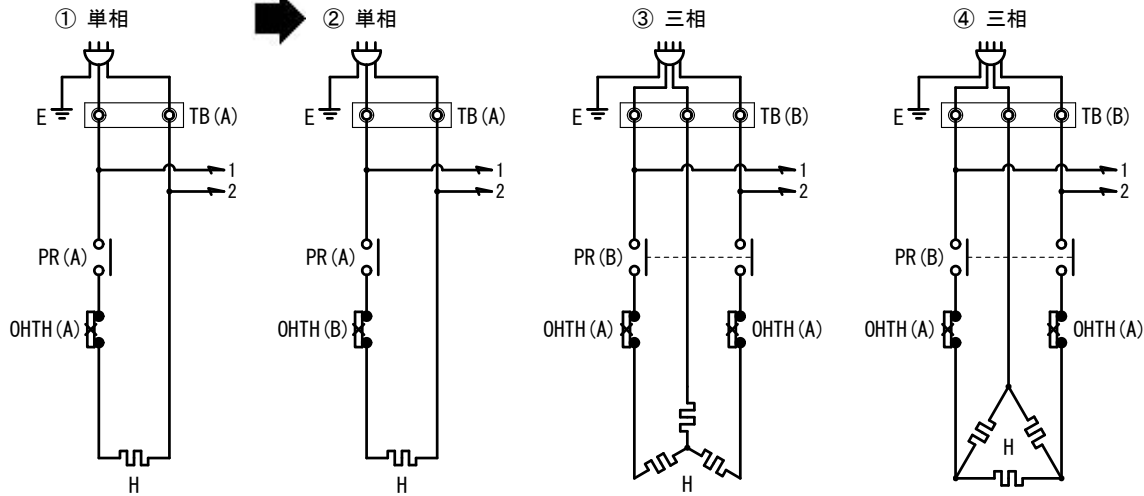 ① 単相
② 単相
③ 三相
④ 三相
E
TB(A)
E
TB(A)
E
TB(B)
E
TB(B)
1
1
1
1
2
2
2
2
PR(A)
PR(A)
PR(B)
PR(B)
OHTH(A)
OHTH(B)
OHTH(A)
OHTH(A)
OHTH(A)
OHTH(A)
H
H
H
H